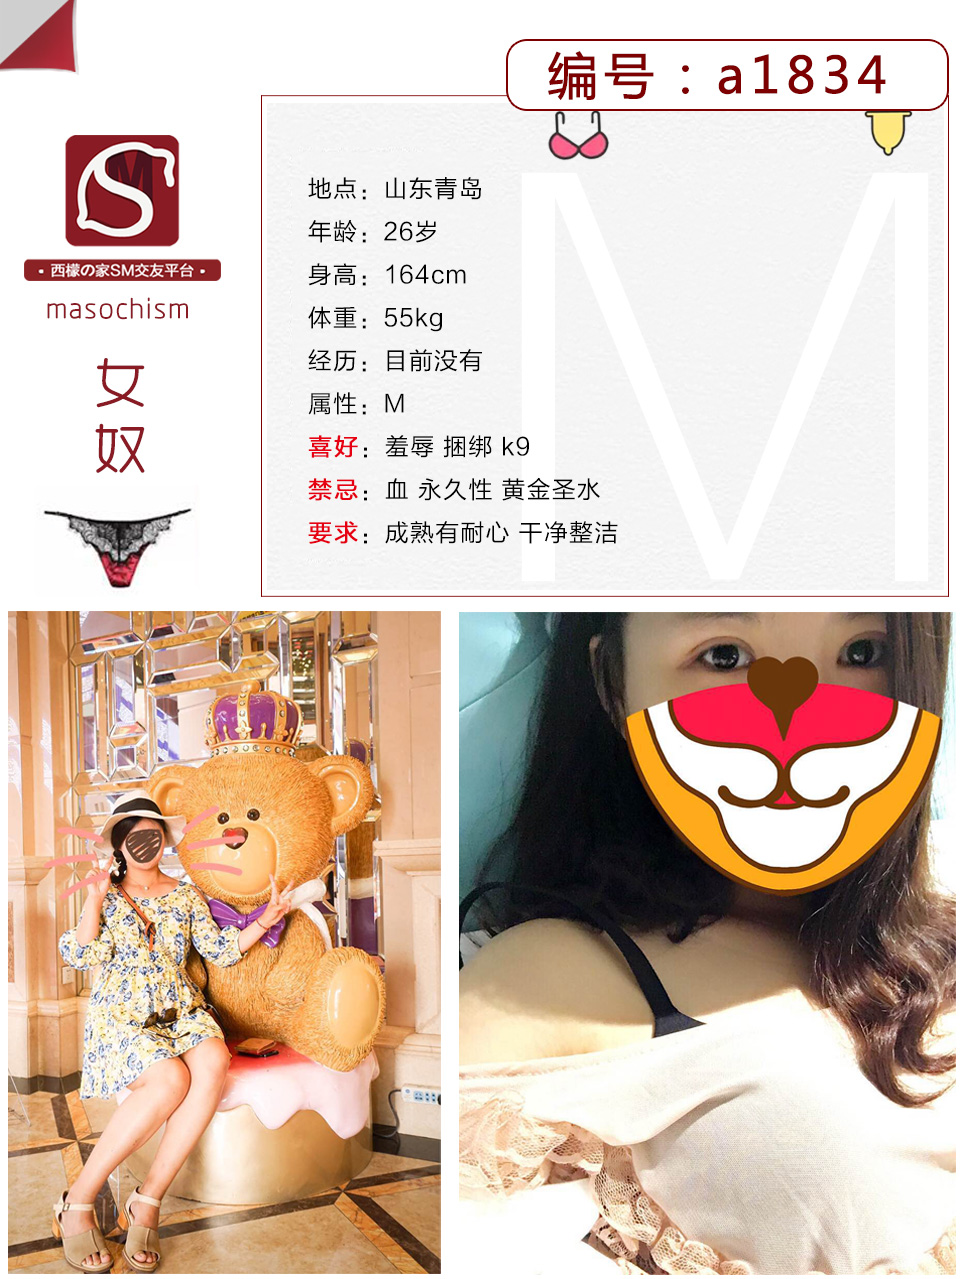 编号：a1834
地点：山东青岛
年龄：26岁
身高：164cm
体重：55kg
经历：目前没有
属性：M
喜好：羞辱 捆绑 k9
禁忌：血 永久性 黄金圣水
要求：成熟有耐心 干净整洁
M
SM
·西檬の家SM交友平台·
masochism
女
奴